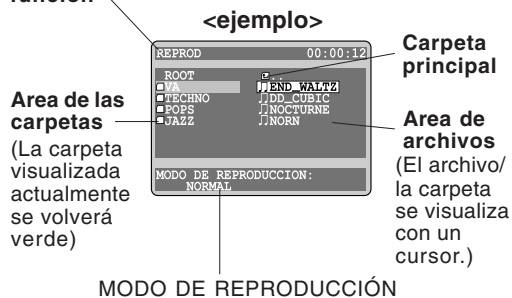 función
<ejemplo>
REPROD 00:00:12
ROOT ..
VA END_WALTZ
TECHNO DD_CUBIC
POPS NOCTURNE
JAZZ NORN
MODO DE REPRODUCCION:
NORMAL
Carpeta
principal
Area de las
carpetas
(La carpeta
visualizada
actualmente
se volverá
verde)
Area de
archivos
(El archivo/
la carpeta
se visualiza
con un
cursor.)
MODO DE REPRODUCCIÓN